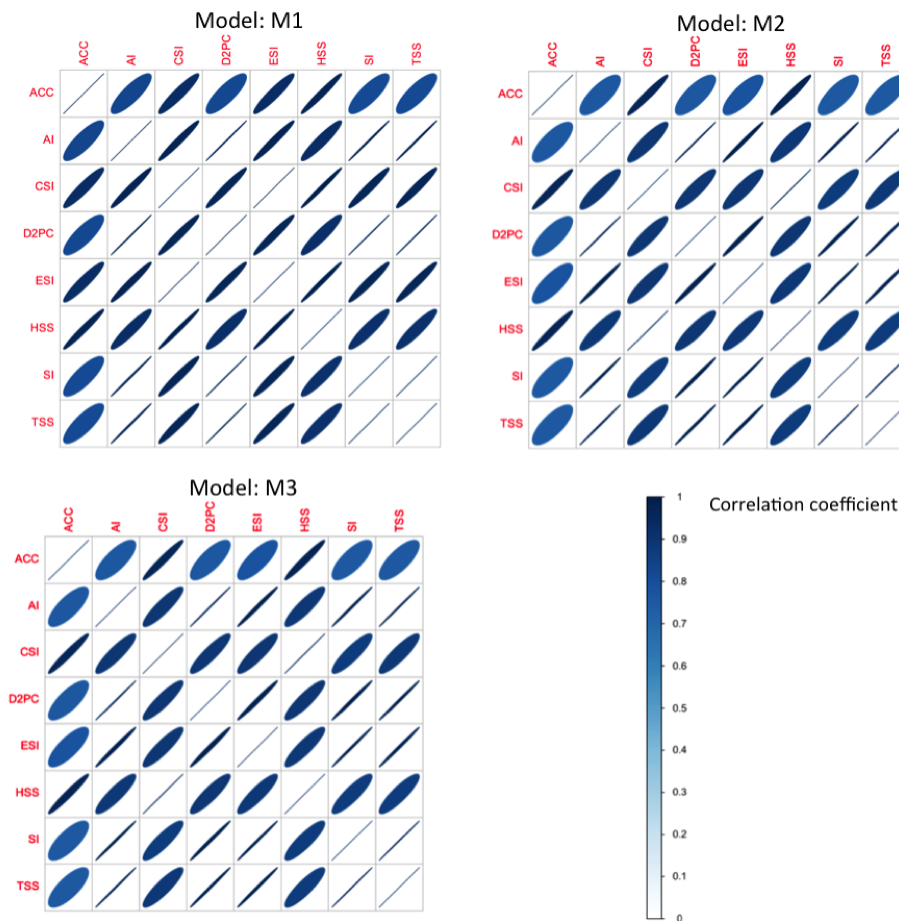 Model: M1
ACC AI CSI D2PC ESI HSS SI TSS
ACC
AI
CSI
D2PC
ESI
HSS
SI
TSS
Model: M2
ACC AI CSI D2PC ESI HSS SI TSS
ACC
AI
CSI
D2PC
ESI
HSS
SI
TSS
Model: M3
ACC AI CSI D2PC ESI HSS SI TSS
ACC
AI
CSI
D2PC
ESI
HSS
SI
TSS
Correlation coefficient
1
0.9
0.8
0.7
0.6
0.5
0.4
0.3
0.2
0.1
0